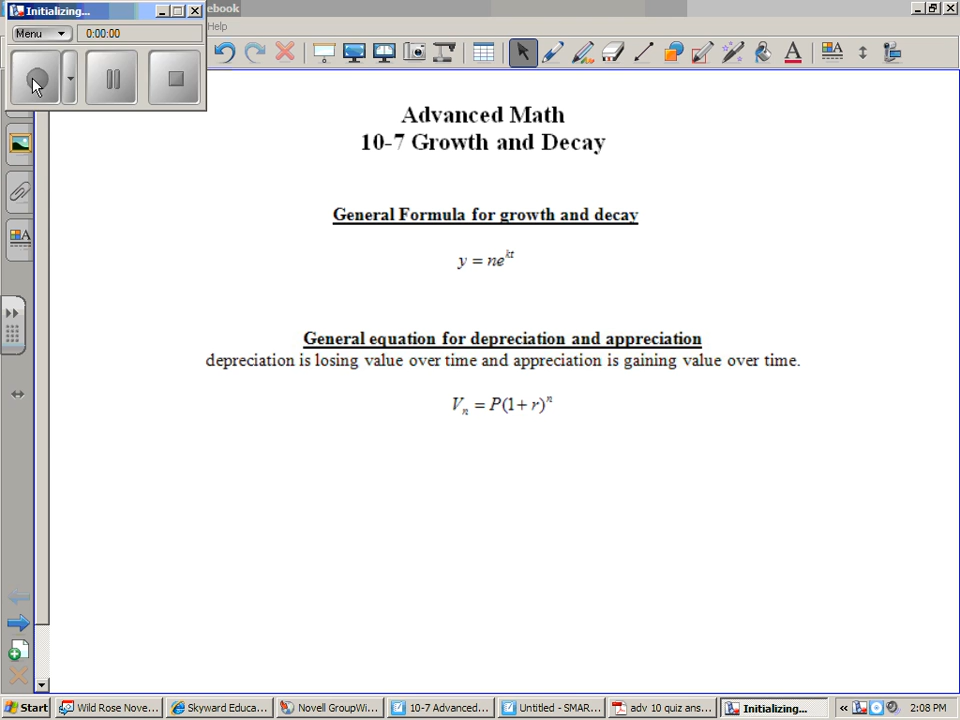 Initializing...
ebook
Menu
0:00:00
Help
Advanced Math
10-7 Growth and Decay
General Formula for growth and decay
y = ne^{kt}
General equation for depreciation and appreciation
depreciation is losing value over time and appreciation is gaining value over time.
V_n = P(1+r)^n
Start
Wild Rose Nove...
Skyward Educa...
Novell GroupWi...
10-7 Advanced...
Untitled - SMAR...
adv 10 quiz ans...
Initializing...
2:08 PM